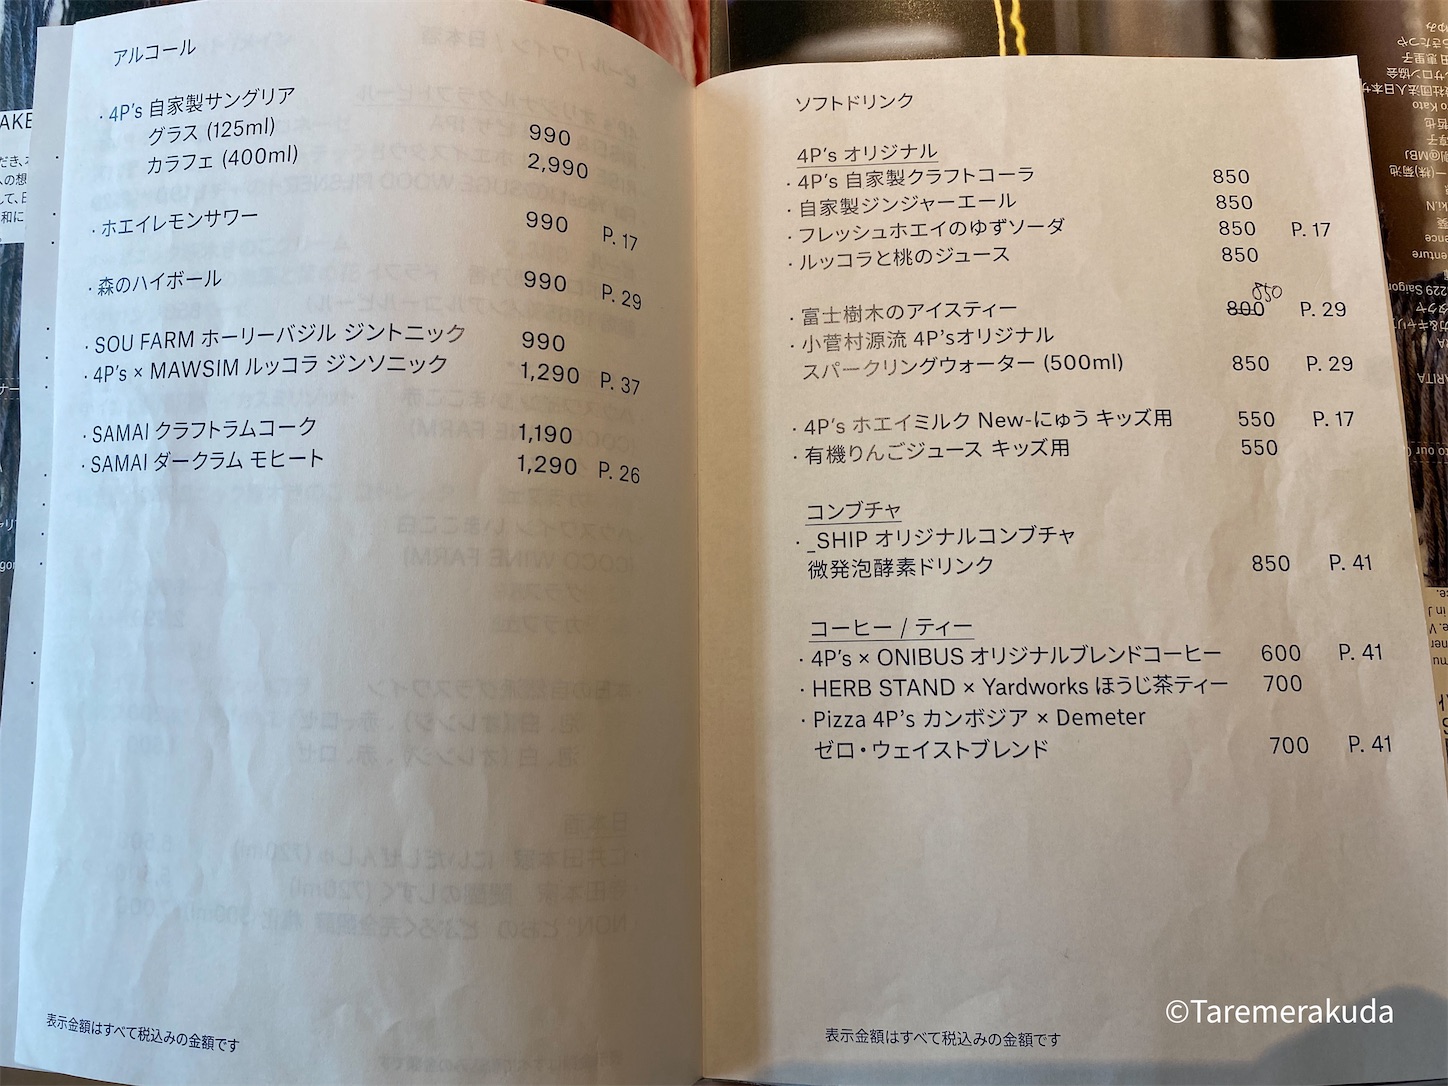 アルコール
・4P's 自家製サングリア
グラス (125ml) 990
カラフェ (400ml) 2,990
・ホエイレモンサワー 990 P. 17
・森のハイボール 990 P. 29
・SOU FARM ホーリーバジル ジントニック 990
・4P's × MAWSIM ルッコラ ジンソニック 1,290 P. 37
・SAMAI クラフトラムコーク 1,190
・SAMAI ダークラム モヒート 1,290 P. 26
表示金額はすべて税込みの金額です
ソフトドリンク
4P's オリジナル
・4P's 自家製クラフトコーラ 850
・自家製ジンジャーエール 850
・フレッシュホエイのゆずソーダ 850 P. 17
・ルッコラと桃のジュース 850
850
・富士樹木のアイスティー 800 P. 29
・小菅村源流 4P'sオリジナル
スパークリングウォーター (500ml) 850 P. 29
・4P's ホエイミルク New-にゅう キッズ用 550 P. 17
・有機りんごジュース キッズ用 550
コンブチャ
・_SHIP オリジナルコンブチャ
微発泡酵素ドリンク 850 P. 41
コーヒー / ティー
・4P's × ONIBUS オリジナルブレンドコーヒー 600 P. 41
・HERB STAND × Yardworks ほうじ茶ティー 700
・Pizza 4P's カンボジア × Demeter
ゼロ・ウェイストブレンド 700 P. 41
表示金額はすべて税込みの金額です
©Taremerakuda